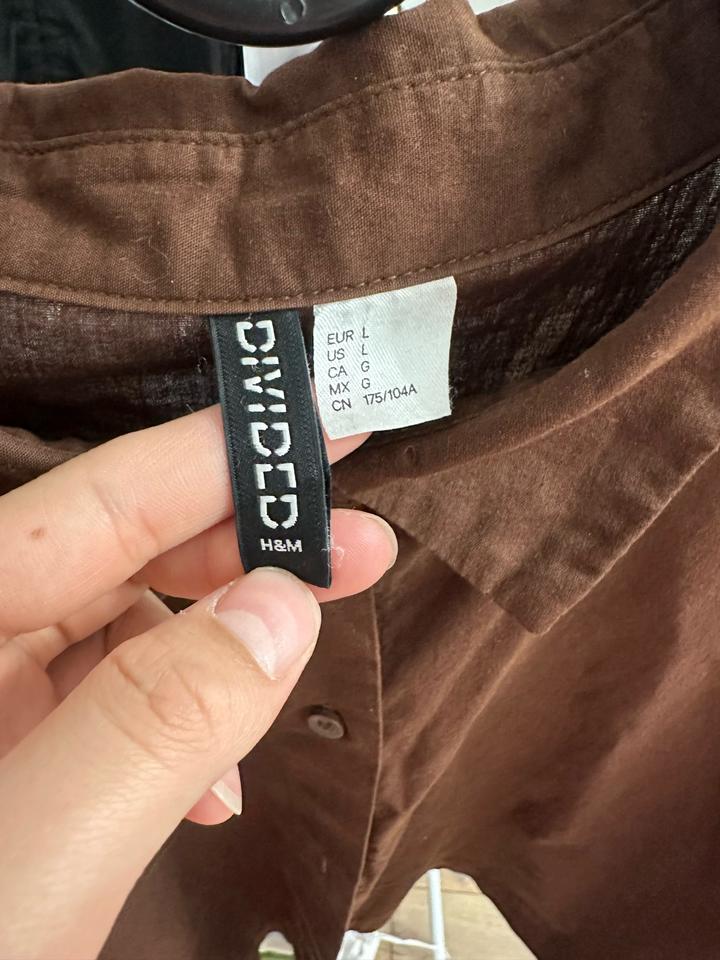 DIVIDED
H&M
EUR L
US L
CA G
MX G
CN 175/104A